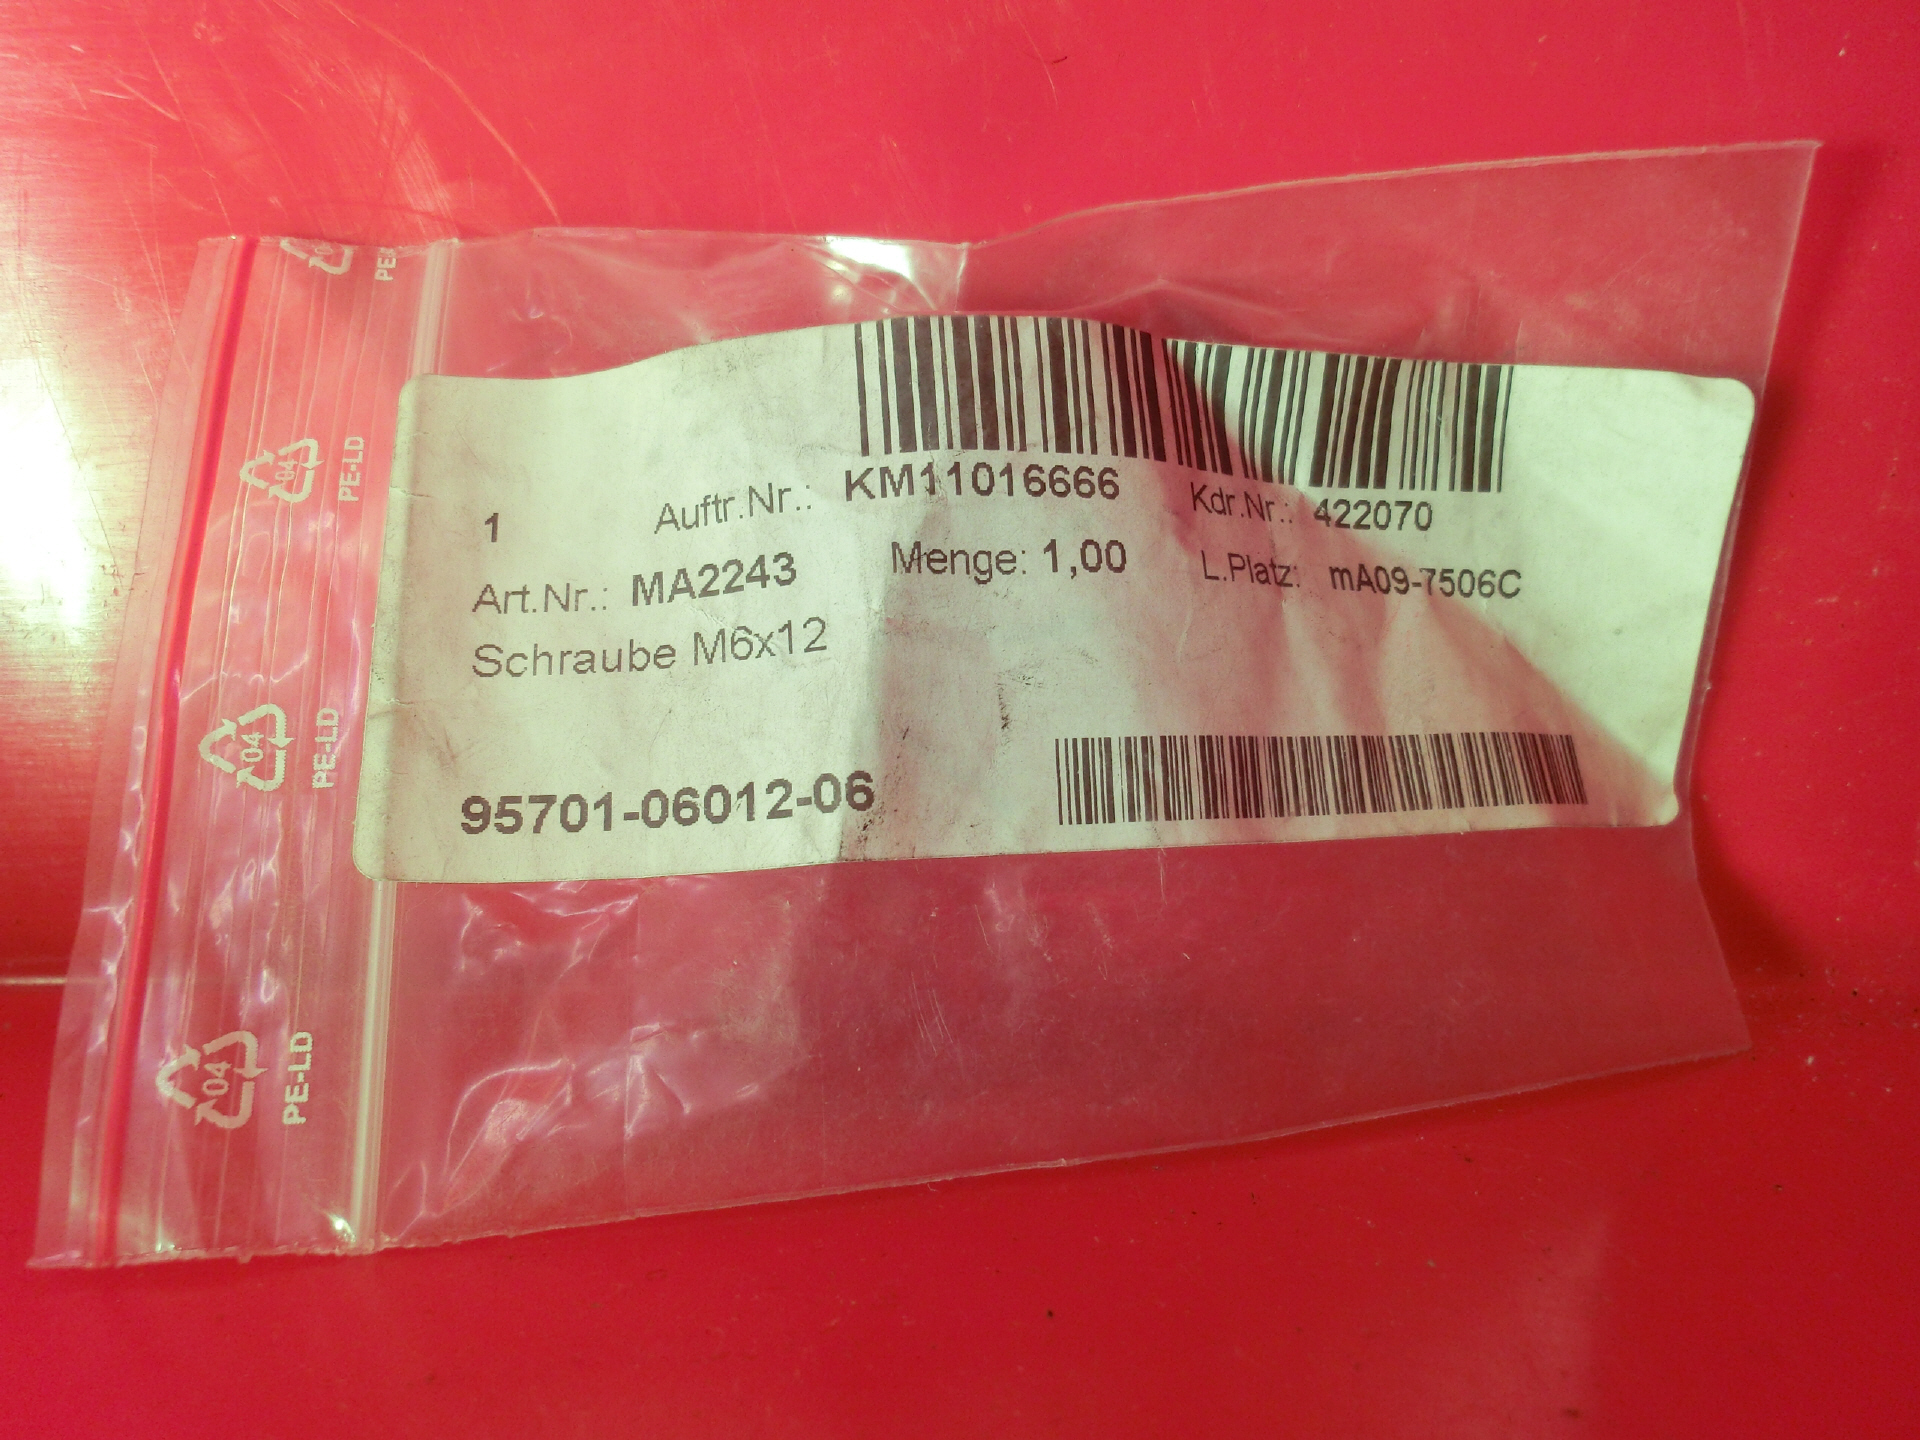 1 Auftr.Nr.: KM11016666 Kdr.Nr.: 422070
Art.Nr.: MA2243 Menge: 1,00 L.Platz: mA09-7506C
Schraube M6x12
95701-06012-06
PE
04 PE-LD
04 PE-LD
04 PE-LD